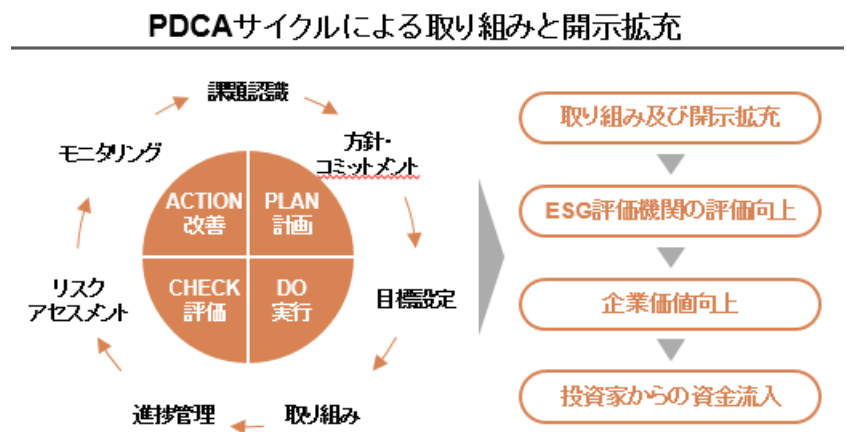 PDCAサイクルによる取り組みと開示拡充
課題認識
方針・
コミットメント
目標設定
取り組み
進捗管理
リスク
アセスメント
モニタリング
ACTION
改善
PLAN
計画
CHECK
評価
DO
実行
取り組み及び開示拡充
ESG評価機関の評価向上
企業価値向上
投資家からの資金流入